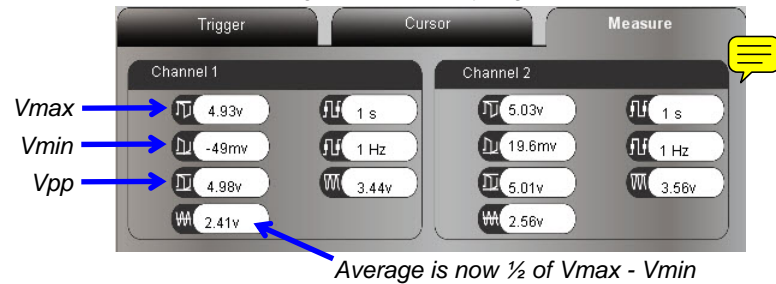 Trigger Cursor Measure
Channel 1 Channel 2
Vmax 4.93v 1 s 5.03v 1 s
Vmin -49mv 1 Hz 19.6mv 1 Hz
Vpp 4.98v 3.44v 5.01v 3.56v
2.41v 2.56v
Average is now ½ of Vmax - Vmin